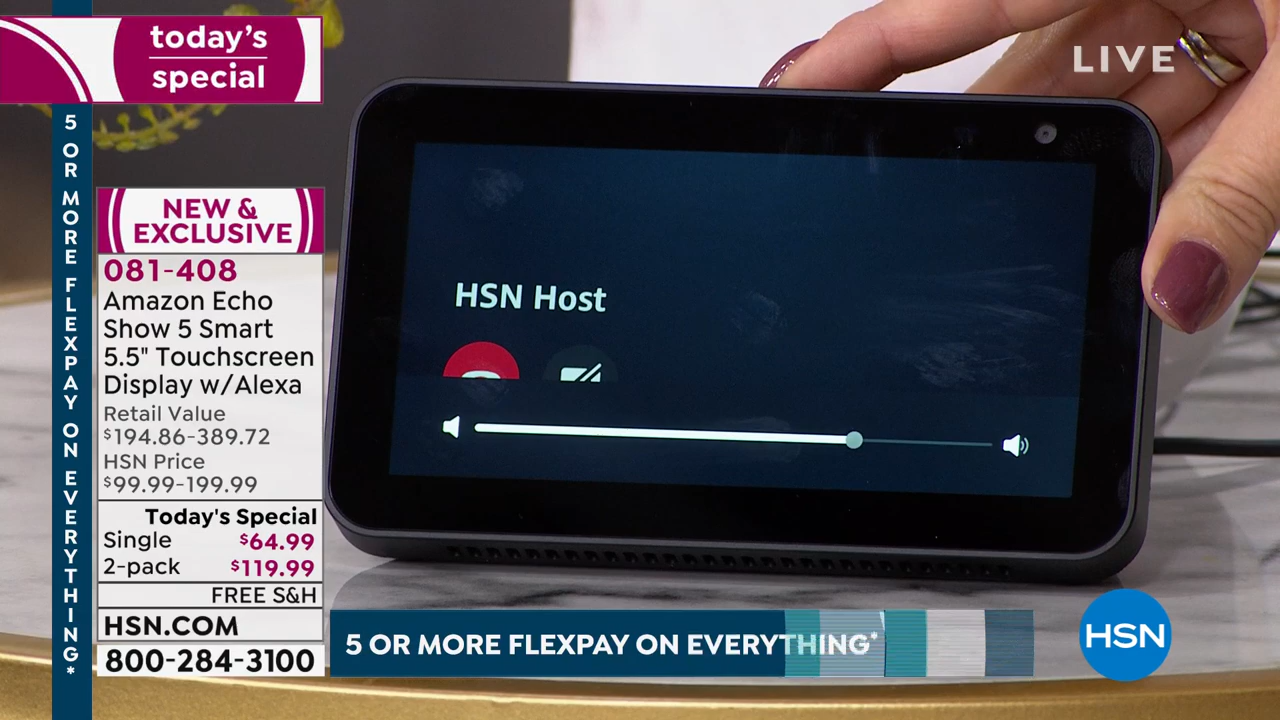 today's
special
LIVE
5 OR MORE FLEXPAY ON EVERYTHING*
NEW &
EXCLUSIVE
081-408
Amazon Echo
Show 5 Smart
5.5" Touchscreen
Display w/Alexa
Retail Value
$194.86-389.72
HSN Price
$99.99-199.99
Today's Special
Single $64.99
2-pack $119.99
FREE S&H
HSN.COM
800-284-3100
HSN Host
5 OR MORE FLEXPAY ON EVERYTHING*
HSN